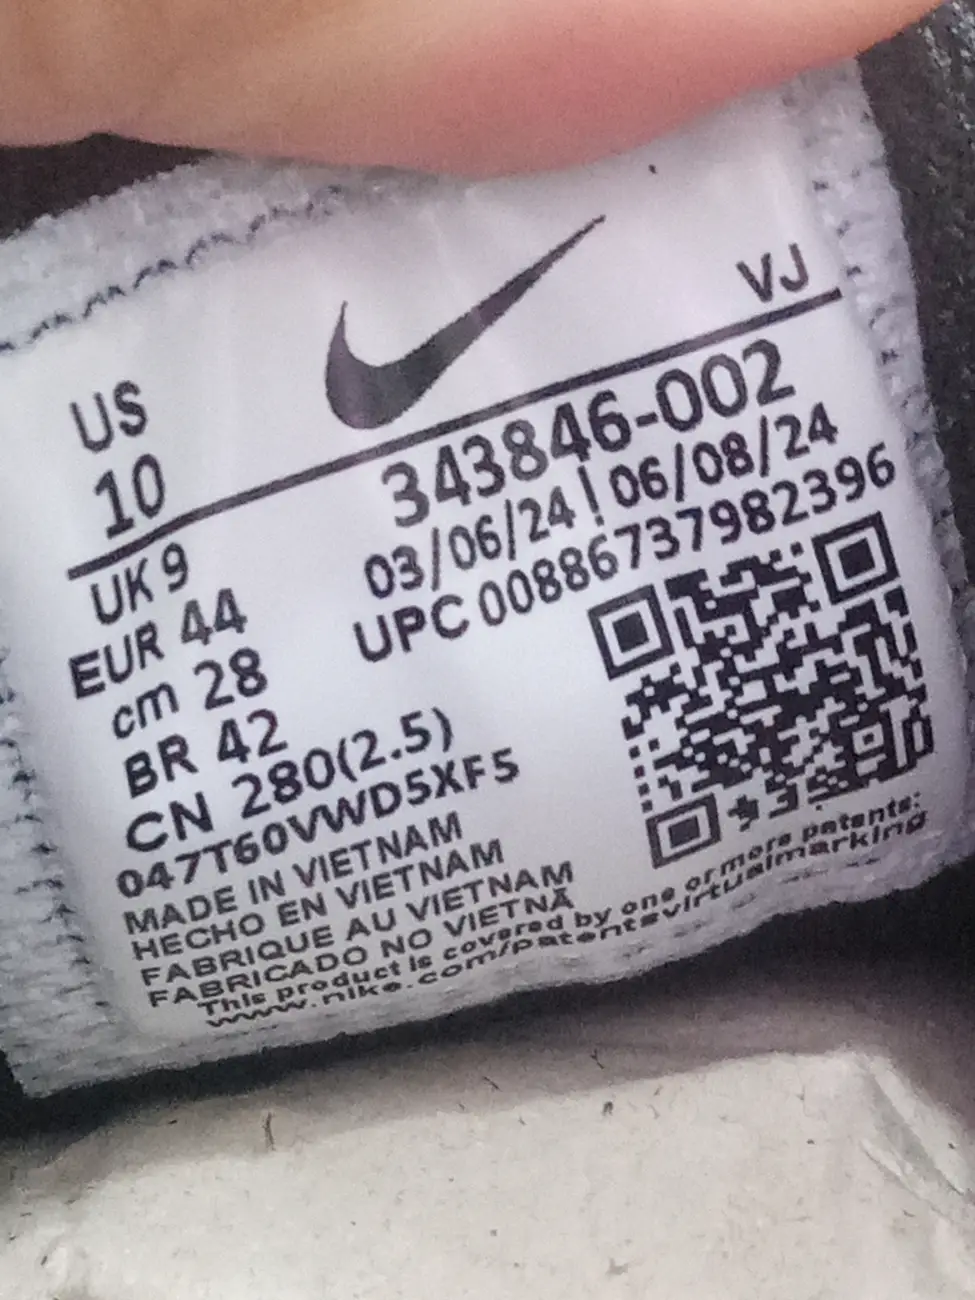 VJ
US
10
343846-002
03/06/24 | 06/08/24
UPC 00886737982396
UK 9
EUR 44
cm 28
BR 42
CN 280(2.5)
047T60VWD5XF5
MADE IN VIETNAM
HECHO EN VIETNAM
FABRIQUE AU VIETNAM
FABRICADO NO VIETNÃ
This product is covered by one or more patents:
www.nike.com/patentsvirtualmarking